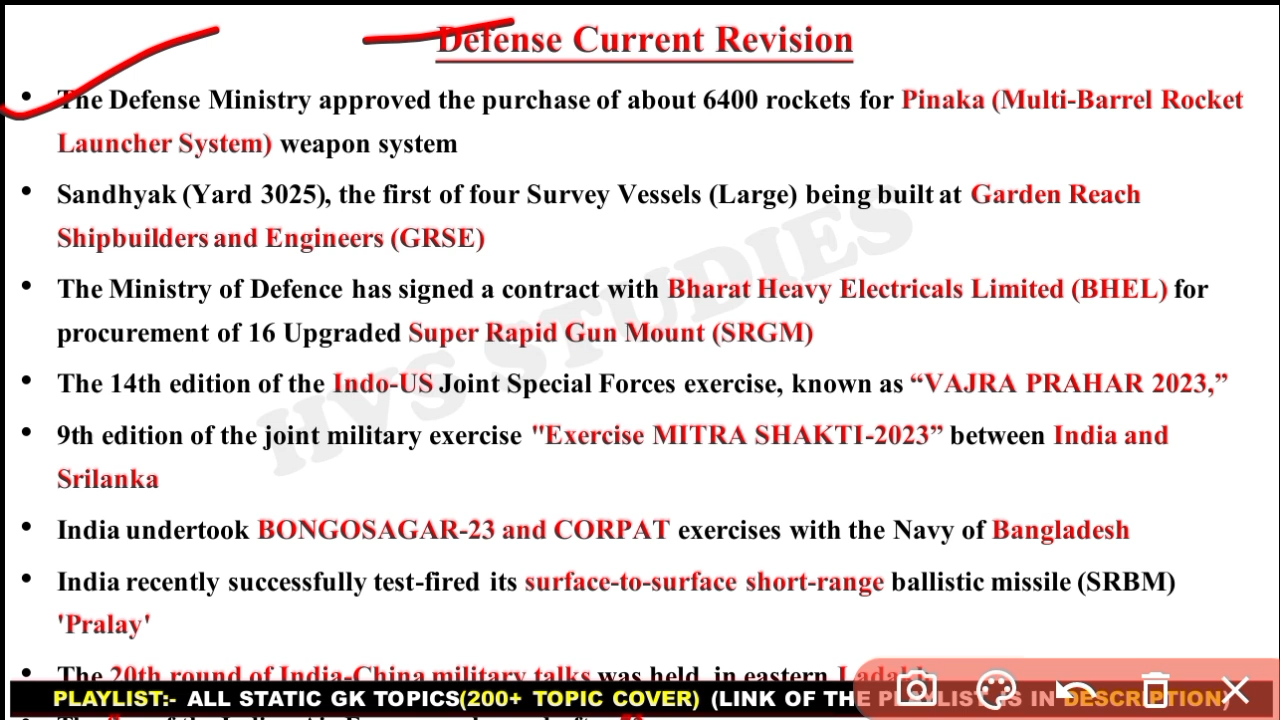 Defense Current Revision
• The Defense Ministry approved the purchase of about 6400 rockets for Pinaka (Multi-Barrel Rocket
Launcher System) weapon system
• Sandhyak (Yard 3025), the first of four Survey Vessels (Large) being built at Garden Reach
Shipbuilders and Engineers (GRSE)
• The Ministry of Defence has signed a contract with Bharat Heavy Electricals Limited (BHEL) for
procurement of 16 Upgraded Super Rapid Gun Mount (SRGM)
• The 14th edition of the Indo-US Joint Special Forces exercise, known as “VAJRA PRAHAR 2023,”
• 9th edition of the joint military exercise "Exercise MITRA SHAKTI-2023” between India and
Srilanka
• India undertook BONGOSAGAR-23 and CORPAT exercises with the Navy of Bangladesh
• India recently successfully test-fired its surface-to-surface short-range ballistic missile (SRBM)
'Pralay'
• The 20th round of India-China military talks was held in eastern
HVS STUDIES
PLAYLIST:- ALL STATIC GK TOPICS(200+ TOPIC COVER) (LINK OF THE PLAYLIST IS IN DESCRIPTION)